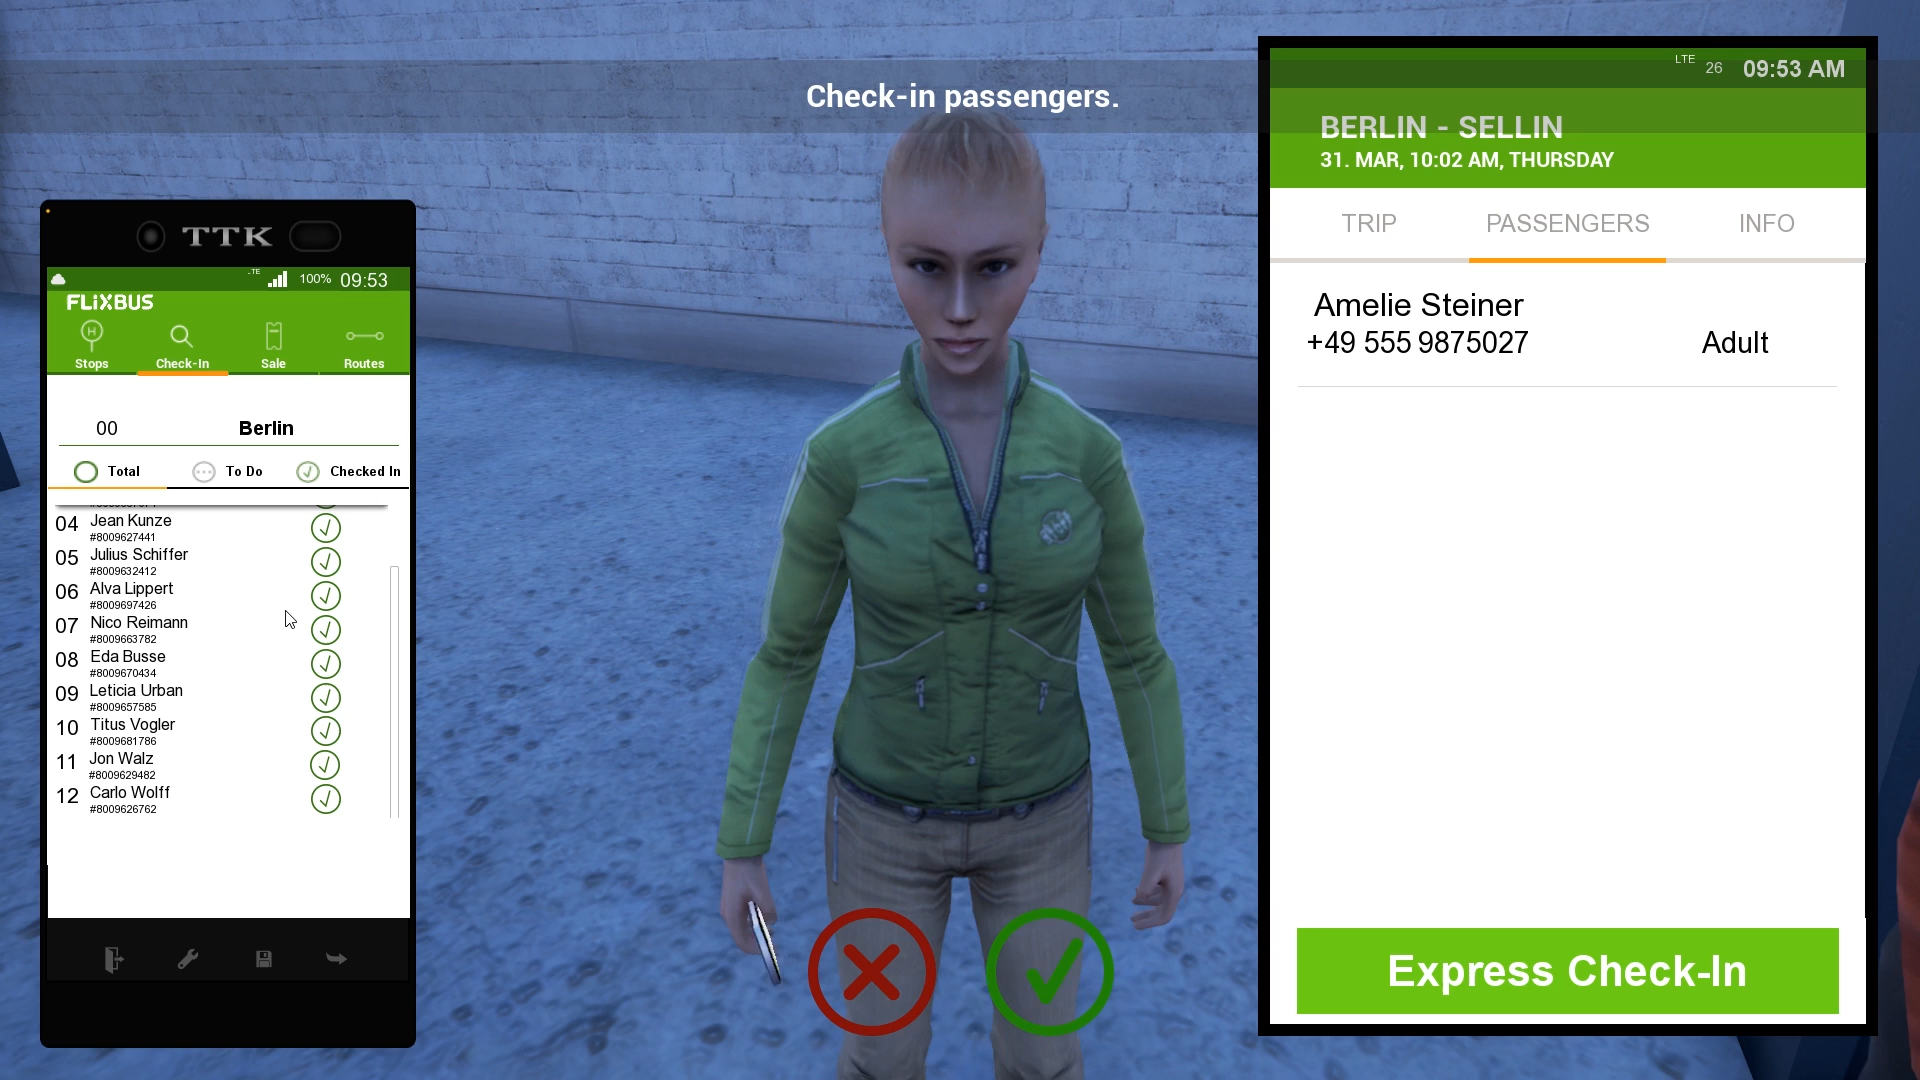 Check-in passengers.
TTK
LTE 100% 09:53
FLiXBUS
Stops Check-In Sale Routes
00 Berlin
Total To Do Checked In
04 Jean Kunze
#8009627441
05 Julius Schiffer
#8009632412
06 Alva Lippert
#8009697426
07 Nico Reimann
#8009663782
08 Eda Busse
#8009670434
09 Leticia Urban
#8009657585
10 Titus Vogler
#8009681786
11 Jon Walz
#8009629482
12 Carlo Wolff
#8009626762
LTE 26 09:53 AM
BERLIN - SELLIN
31. MAR, 10:02 AM, THURSDAY
TRIP PASSENGERS INFO
Amelie Steiner
+49 555 9875027 Adult
Express Check-In